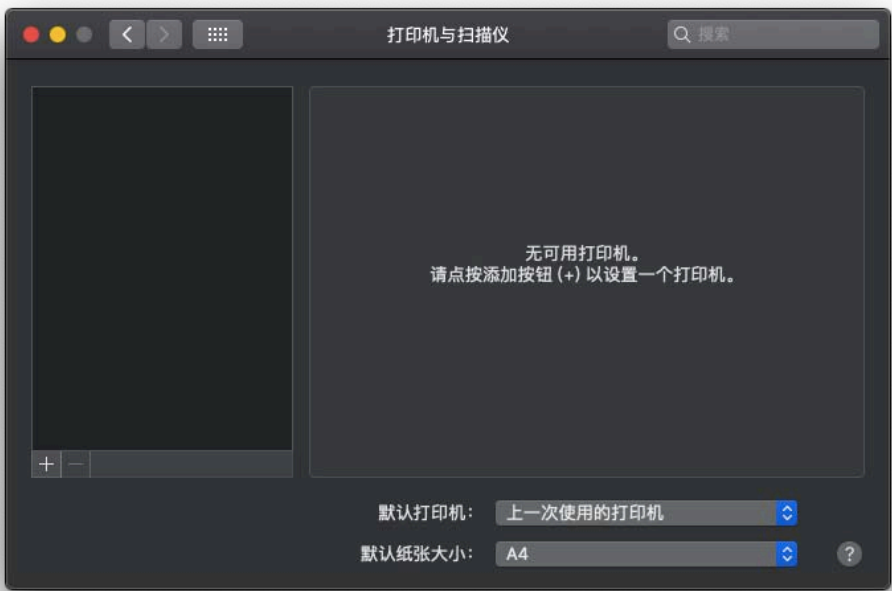 打印机与扫描仪
搜索
无可用打印机。
请点按添加按钮 (+) 以设置一个打印机。
默认打印机：
上一次使用的打印机
默认纸张大小：
A4
?